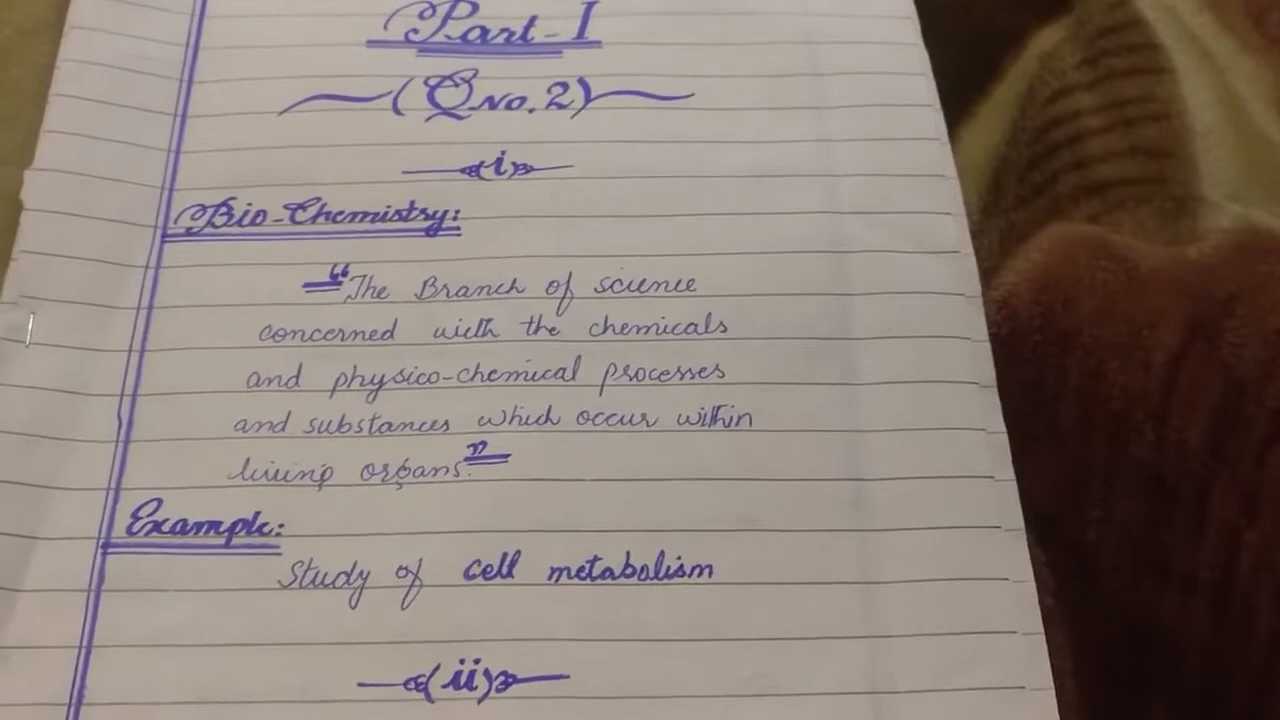 Part-I
(Q No. 2)
i
Bio-Chemistry:
"The Branch of science
concerned with the chemicals
and physico-chemical processes
and substances which occur within
living organs."
Example:
Study of cell metabolism
(ii)